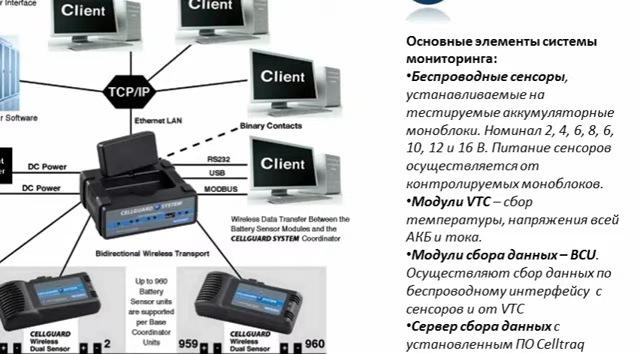 r Interface
Client
Client
TCP/IP
Client
r Software
Ethernet LAN
Binary Contacts
DC Power
DC Power
RS232
USB
MODBUS
Client
CELLGUARD SYSTEM
Wireless Data Transfer Between the
Battery Sensor Modules and the
CELLGUARD SYSTEM Coordinator
Bidirectional Wireless Transport
Up to 960
Battery
Sensor units
are supported
per Base
Coordinator
Units
CELLGUARD
Wireless
Dual Sensor
2
959
CELLGUARD
Wireless
Dual Sensor
960
Основные элементы системы
мониторинга:
•Беспроводные сенсоры,
устанавливаемые на
тестируемые аккумуляторные
моноблоки. Номинал 2, 4, 6, 8, 6,
10, 12 и 16 В. Питание сенсоров
осуществляется от
контролируемых моноблоков.
•Модули VTC – сбор
температуры, напряжения всей
АКБ и тока.
•Модули сбора данных – BCU.
Осуществляют сбор данных по
беспроводному интерфейсу с
сенсоров и от VTC
•Сервер сбора данных с
установленным ПО Celltraq